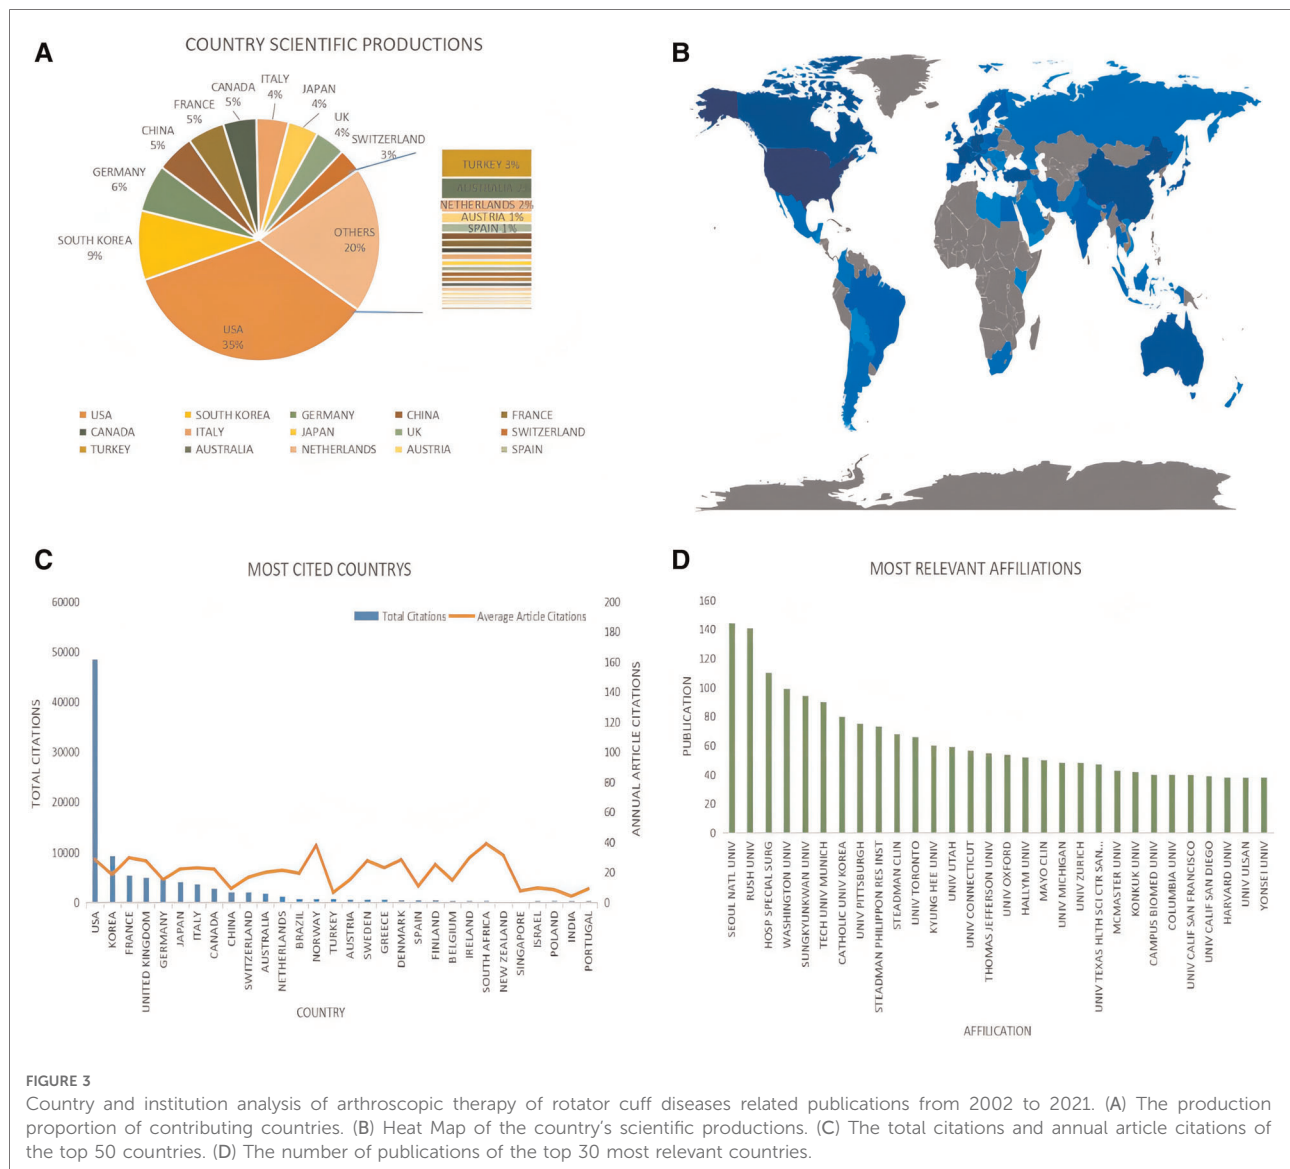 A
COUNTRY SCIENTIFIC PRODUCTIONS
ITALY
4%
CANADA
5%
JAPAN
4%
FRANCE
5%
UK
4%
CHINA
5%
SWITZERLAND
3%
GERMANY
6%
SOUTH KOREA
9%
OTHERS
20%
USA
35%
TURKEY 3%
AUSTRALIA 2%
NETHERLANDS 2%
AUSTRIA 1%
SPAIN 1%
USA SOUTH KOREA GERMANY CHINA FRANCE
CANADA ITALY JAPAN UK SWITZERLAND
TURKEY AUSTRALIA NETHERLANDS AUSTRIA SPAIN
B
C
MOST CITED COUNTRYS
Total Citations Average Article Citations
TOTAL CITATIONS
60000
50000
40000
30000
20000
10000
0
ANNUAL ARTICLE CITATIONS
200
180
160
140
120
100
80
60
40
20
0
USA
KOREA
FRANCE
UNITED KINGDOM
GERMANY
JAPAN
ITALY
CANADA
CHINA
SWITZERLAND
AUSTRALIA
NETHERLANDS
BRAZIL
NORWAY
TURKEY
AUSTRIA
SWEDEN
GREECE
DENMARK
SPAIN
FINLAND
BELGIUM
IRELAND
SOUTH AFRICA
NEW ZEALAND
SINGAPORE
ISRAEL
POLAND
INDIA
PORTUGAL
COUNTRY
D
MOST RELEVANT AFFILIATIONS
PUBLICATION
160
140
120
100
80
60
40
20
0
SEOUL NATL UNIV
RUSH UNIV
HOSP SPECIAL SURG
WASHINGTON UNIV
SUNGKYUNKWAN UNIV
TECH UNIV MUNICH
CATHOLIC UNIV KOREA
UNIV PITTSBURGH
STEADMAN PHILIPPON RES INST
STEADMAN CLIN
UNIV TORONTO
KYUNG HEE UNIV
UNIV UTAH
UNIV CONNECTICUT
THOMAS JEFFERSON UNIV
UNIV OXFORD
HALLYM UNIV
MAYO CLIN
UNIV MICHIGAN
UNIV ZURICH
UNIV TEXAS HLTH SCI CTR SAN...
MCMASTER UNIV
KONKUK UNIV
CAMPUS BIOMED UNIV
COLUMBIA UNIV
UNIV CALIF SAN FRANCISCO
UNIV CALIF SAN DIEGO
HARVARD UNIV
UNIV ULSAN
YONSEI UNIV
AFFILICATION
FIGURE 3
Country and institution analysis of arthroscopic therapy of rotator cuff diseases related publications from 2002 to 2021. (A) The production
proportion of contributing countries. (B) Heat Map of the country's scientific productions. (C) The total citations and annual article citations of
the top 50 countries. (D) The number of publications of the top 30 most relevant countries.